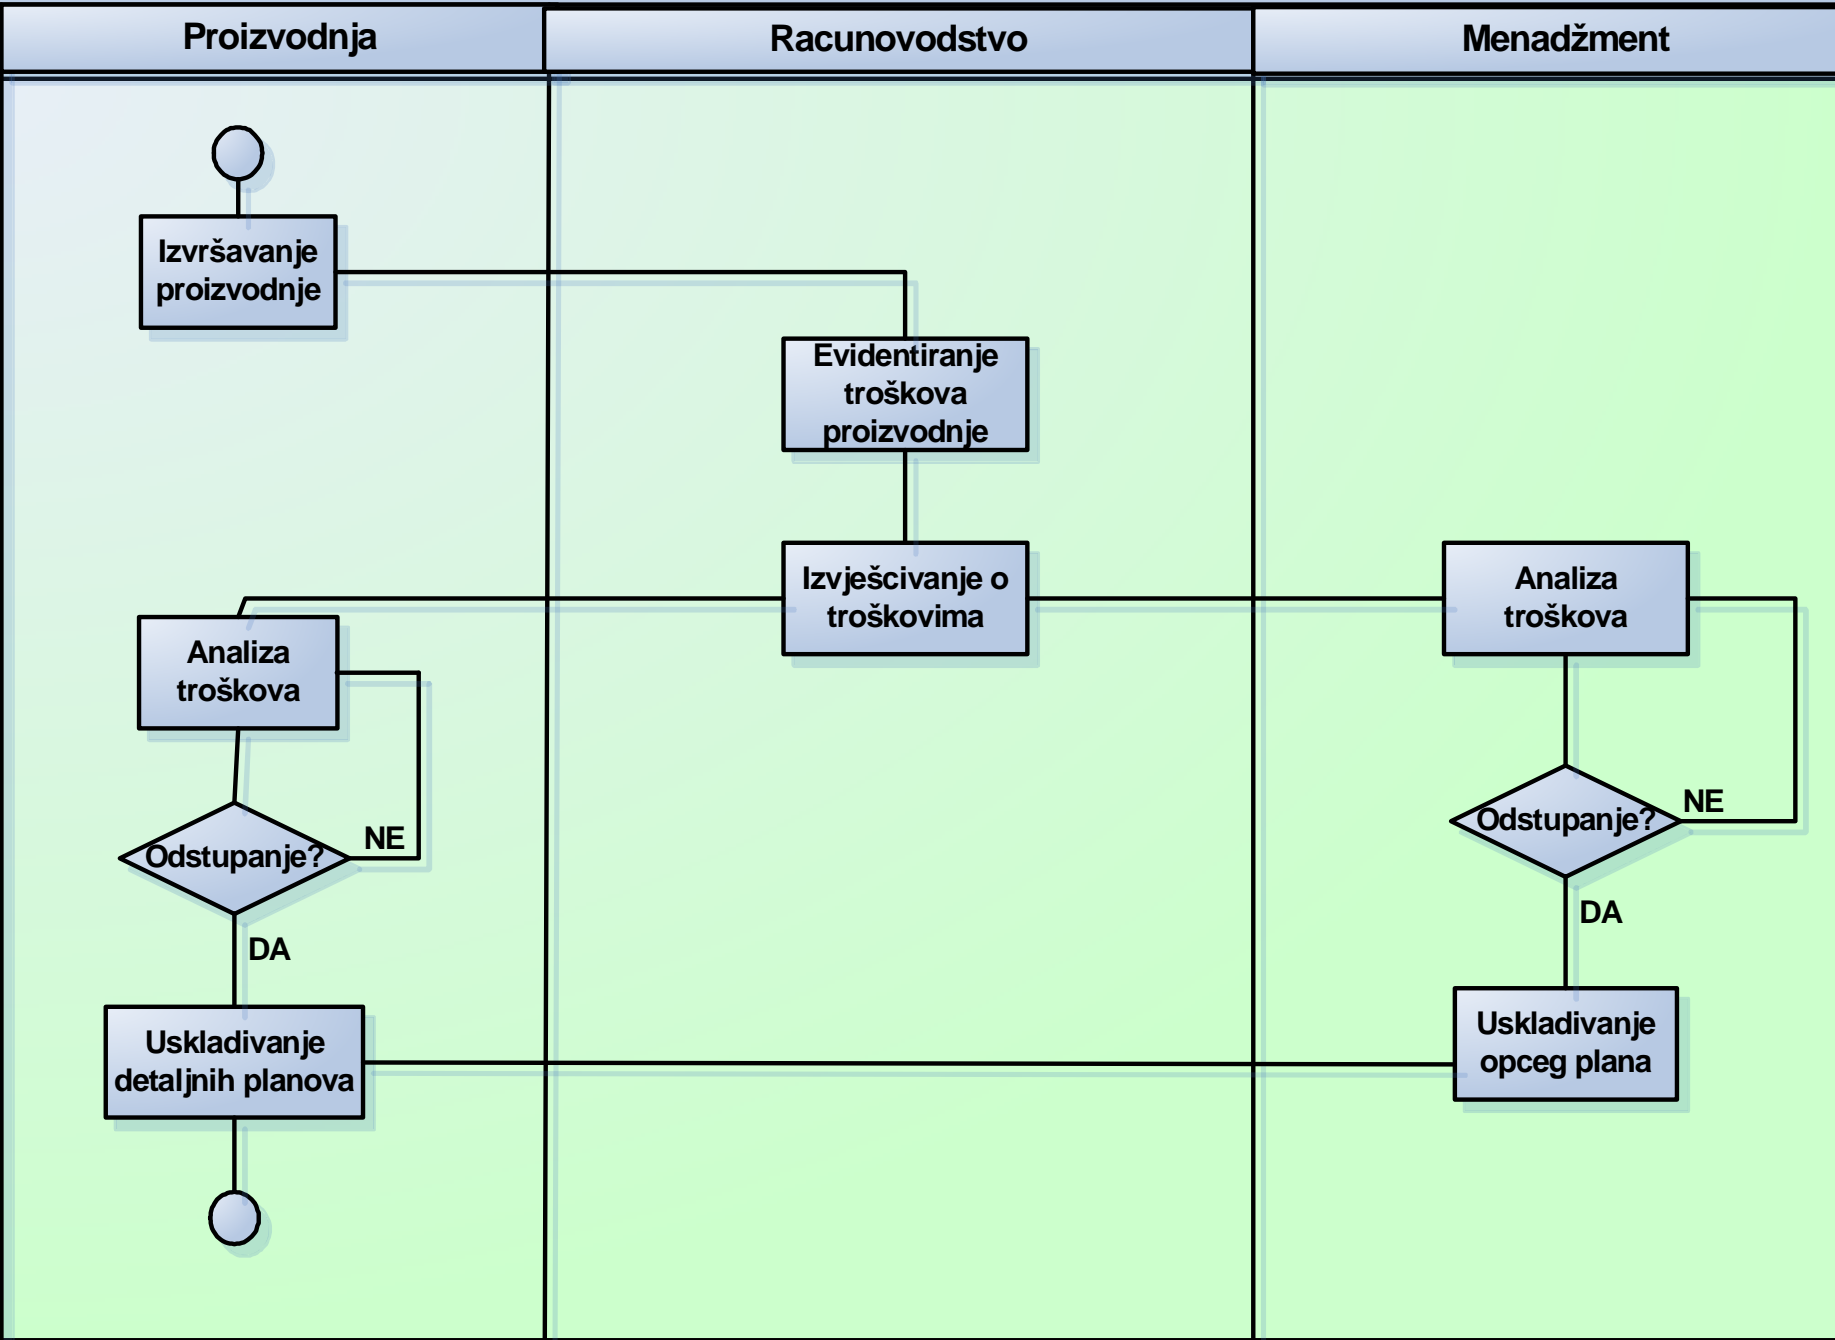 Proizvodnja
Racunovodstvo
Menadžment
Izvršavanje
proizvodnje
Evidentiranje
troškova
proizvodnje
Izvješcivanje o
troškovima
Analiza
troškova
Analiza
troškova
Odstupanje?
NE
DA
Odstupanje?
NE
DA
Uskladivanje
detaljnih planova
Uskladivanje
opceg plana